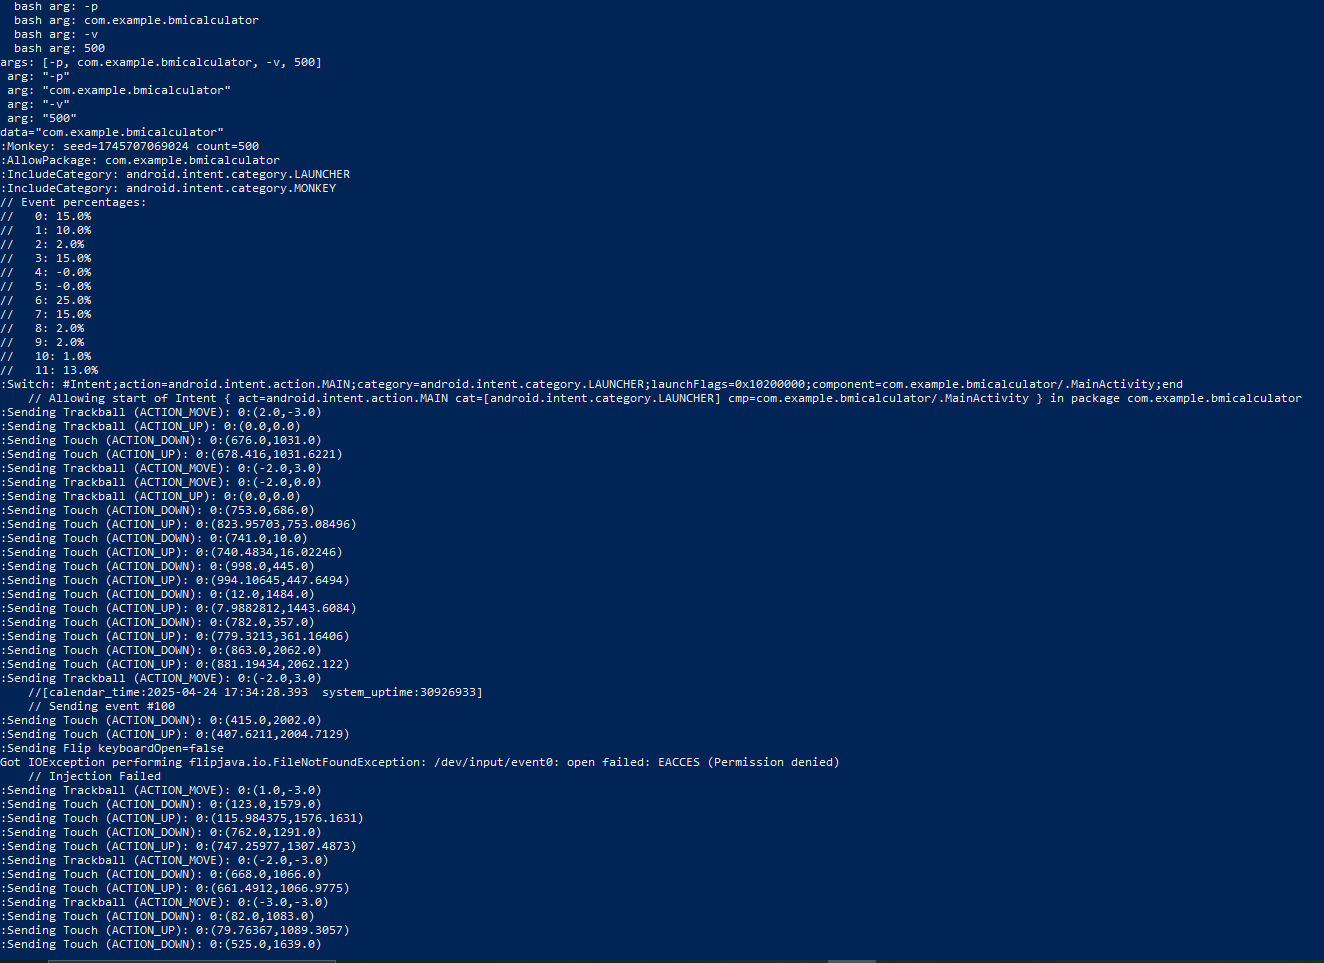 bash arg: -p
bash arg: com.example.bmicalculator
bash arg: -v
bash arg: 500
args: [-p, com.example.bmicalculator, -v, 500]
arg: "-p"
arg: "com.example.bmicalculator"
arg: "-v"
arg: "500"
data="com.example.bmicalculator"
:Monkey: seed=1745707069024 count=500
:AllowPackage: com.example.bmicalculator
:IncludeCategory: android.intent.category.LAUNCHER
:IncludeCategory: android.intent.category.MONKEY
// Event percentages:
//   0: 15.0%
//   1: 10.0%
//   2: 2.0%
//   3: 15.0%
//   4: -0.0%
//   5: -0.0%
//   6: 25.0%
//   7: 15.0%
//   8: 2.0%
//   9: 2.0%
//   10: 1.0%
//   11: 13.0%
:Switch: #Intent;action=android.intent.action.MAIN;category=android.intent.category.LAUNCHER;launchFlags=0x10200000;component=com.example.bmicalculator/.MainActivity;end
// Allowing start of Intent { act=android.intent.action.MAIN cat=[android.intent.category.LAUNCHER] cmp=com.example.bmicalculator/.MainActivity } in package com.example.bmicalculator
:Sending Trackball (ACTION_MOVE): 0:(2.0,-3.0)
:Sending Trackball (ACTION_UP): 0:(0.0,0.0)
:Sending Touch (ACTION_DOWN): 0:(676.0,1031.0)
:Sending Touch (ACTION_UP): 0:(678.416,1031.6221)
:Sending Trackball (ACTION_MOVE): 0:(-2.0,3.0)
:Sending Trackball (ACTION_MOVE): 0:(-2.0,0.0)
:Sending Trackball (ACTION_UP): 0:(0.0,0.0)
:Sending Touch (ACTION_DOWN): 0:(753.0,686.0)
:Sending Touch (ACTION_UP): 0:(823.95703,753.08496)
:Sending Touch (ACTION_DOWN): 0:(741.0,10.0)
:Sending Touch (ACTION_UP): 0:(740.4834,16.02246)
:Sending Touch (ACTION_DOWN): 0:(998.0,445.0)
:Sending Touch (ACTION_UP): 0:(994.10645,447.6494)
:Sending Touch (ACTION_DOWN): 0:(12.0,1484.0)
:Sending Touch (ACTION_UP): 0:(7.9882812,1443.6084)
:Sending Touch (ACTION_DOWN): 0:(782.0,357.0)
:Sending Touch (ACTION_UP): 0:(779.3213,361.16406)
:Sending Touch (ACTION_DOWN): 0:(863.0,2062.0)
:Sending Touch (ACTION_UP): 0:(881.19434,2062.122)
:Sending Trackball (ACTION_MOVE): 0:(-2.0,3.0)
//[calendar_time:2025-04-24 17:34:28.393  system_uptime:30926933]
// Sending event #100
:Sending Touch (ACTION_DOWN): 0:(415.0,2002.0)
:Sending Touch (ACTION_UP): 0:(407.6211,2004.7129)
:Sending Flip keyboardOpen=false
Got IOException performing flipjava.io.FileNotFoundException: /dev/input/event0: open failed: EACCES (Permission denied)
// Injection Failed
:Sending Trackball (ACTION_MOVE): 0:(1.0,-3.0)
:Sending Touch (ACTION_DOWN): 0:(123.0,1579.0)
:Sending Touch (ACTION_UP): 0:(115.984375,1576.1631)
:Sending Touch (ACTION_DOWN): 0:(762.0,1291.0)
:Sending Touch (ACTION_UP): 0:(747.25977,1307.4873)
:Sending Trackball (ACTION_MOVE): 0:(-2.0,-3.0)
:Sending Touch (ACTION_DOWN): 0:(668.0,1066.0)
:Sending Touch (ACTION_UP): 0:(661.4912,1066.9775)
:Sending Trackball (ACTION_MOVE): 0:(-3.0,-3.0)
:Sending Touch (ACTION_DOWN): 0:(82.0,1083.0)
:Sending Touch (ACTION_UP): 0:(79.76367,1089.3057)
:Sending Touch (ACTION_DOWN): 0:(525.0,1639.0)